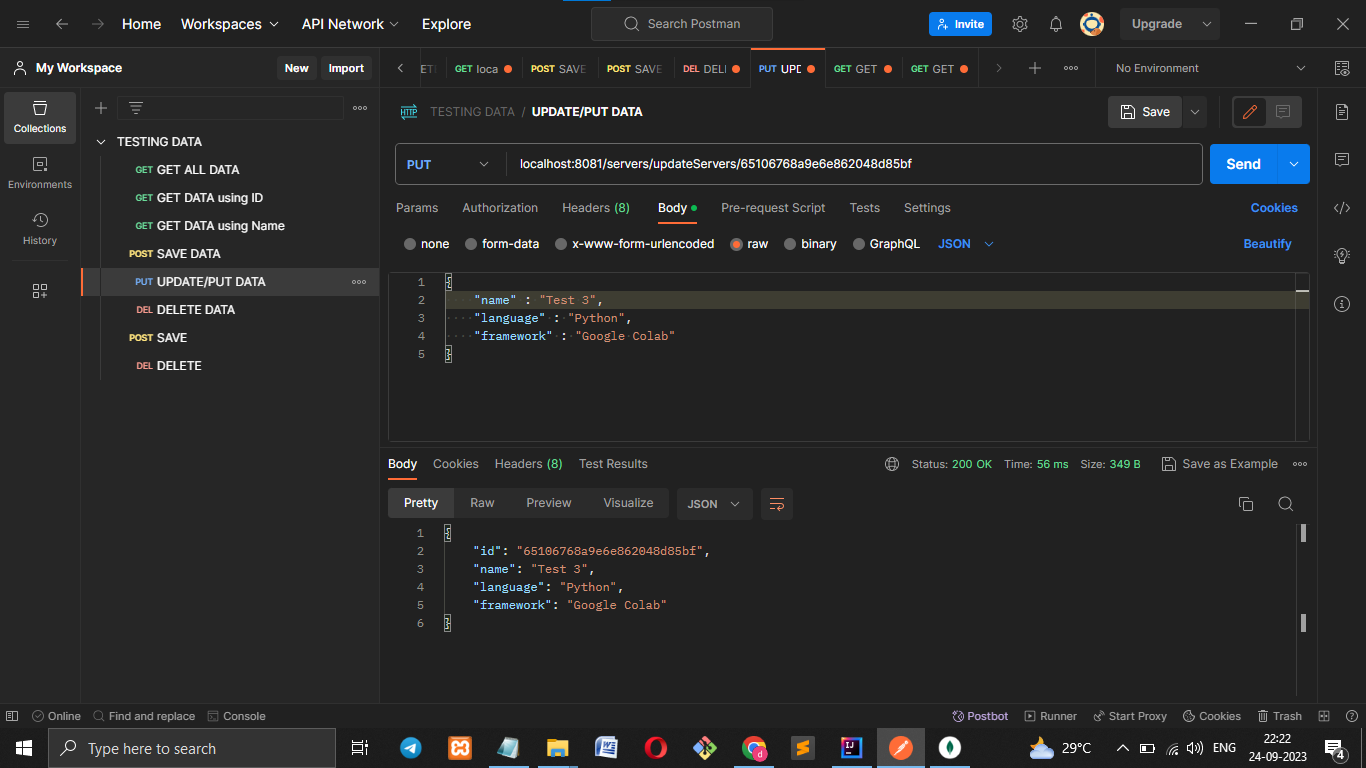 Home Workspaces API Network Explore Search Postman Invite Upgrade
My Workspace New Import
ET GET loca POST SAVE POST SAVE DEL DELI PUT UPD GET GET GET GET No Environment
Collections
Environments
History
TESTING DATA
GET GET ALL DATA
GET GET DATA using ID
GET GET DATA using Name
POST SAVE DATA
PUT UPDATE/PUT DATA
DEL DELETE DATA
POST SAVE
DEL DELETE
HTTP TESTING DATA / UPDATE/PUT DATA Save
PUT localhost:8081/servers/updateServers/65106768a9e6e862048d85bf Send
Params Authorization Headers (8) Body Pre-request Script Tests Settings Cookies
none form-data x-www-form-urlencoded raw binary GraphQL JSON Beautify
1 {
2 "name" : "Test 3",
3 "language" : "Python",
4 "framework" : "Google Colab"
5 }
Body Cookies Headers (8) Test Results Status: 200 OK Time: 56 ms Size: 349 B Save as Example
Pretty Raw Preview Visualize JSON
1 {
2 "id": "65106768a9e6e862048d85bf",
3 "name": "Test 3",
4 "language": "Python",
5 "framework": "Google Colab"
6 }
Online Find and replace Console Postbot Runner Start Proxy Cookies Trash
Type here to search 29°C ENG 22:22
24-09-2023 4